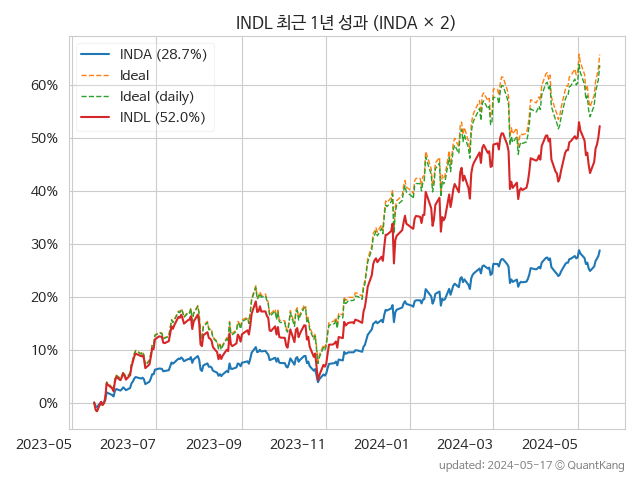 INDL 최근 1년 성과 (INDA × 2)
INDA (28.7%)
Ideal
Ideal (daily)
INDL (52.0%)
60%
50%
40%
30%
20%
10%
0%
2023-05 2023-07 2023-09 2023-11 2024-01 2024-03 2024-05
updated: 2024-05-17 © QuantKang